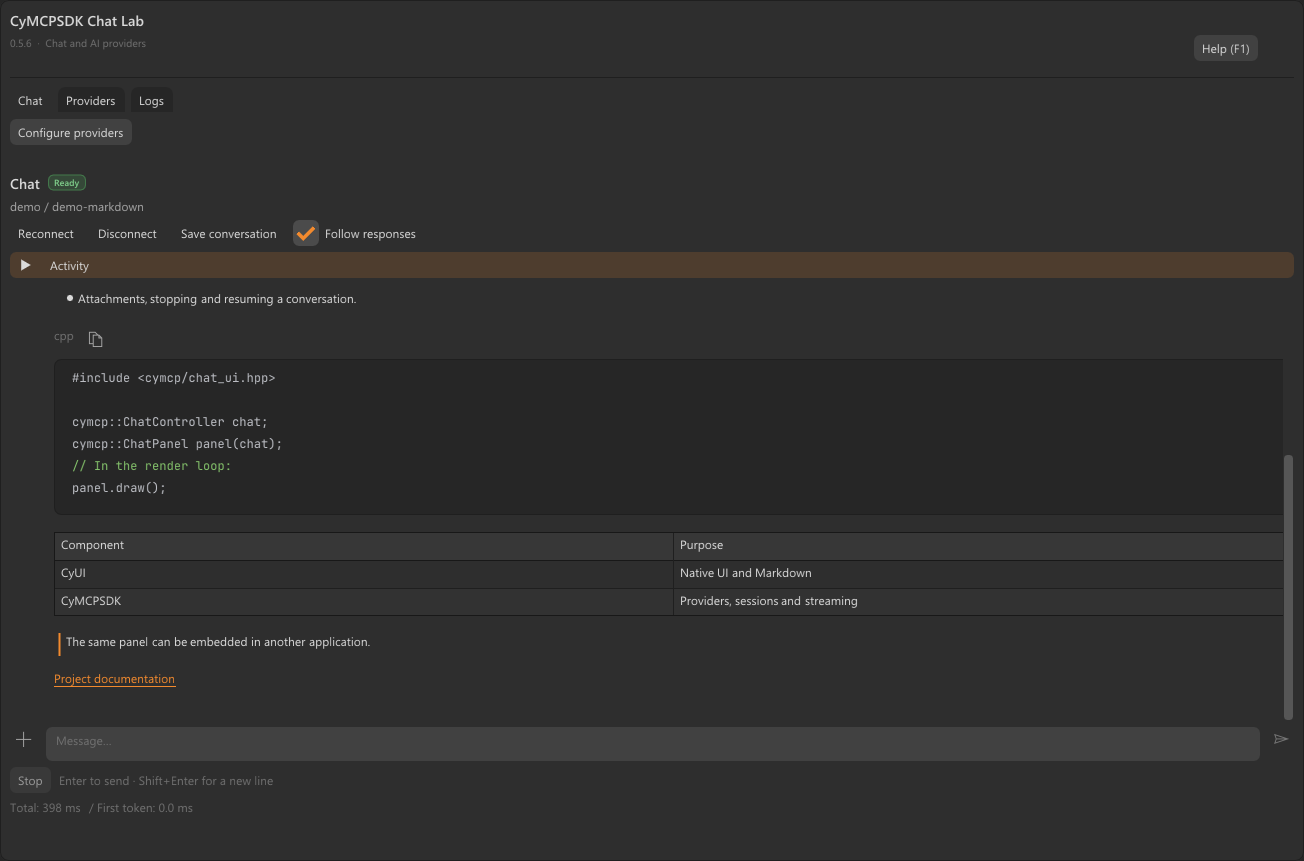 CyMCPSDK Chat Lab
0.5.6 · Chat and AI providers
Help (F1)
Chat Providers Logs
Configure providers
Chat Ready
demo / demo-markdown
Reconnect Disconnect Save conversation Follow responses
Activity
• Attachments, stopping and resuming a conversation.
cpp
#include <cymcp/chat_ui.hpp>
cymcp::ChatController chat;
cymcp::ChatPanel panel(chat);
// In the render loop:
panel.draw();
Component Purpose
CyUI Native UI and Markdown
CyMCPSDK Providers, sessions and streaming
The same panel can be embedded in another application.
Project documentation
Message...
Stop Enter to send · Shift+Enter for a new line
Total: 398 ms / First token: 0.0 ms